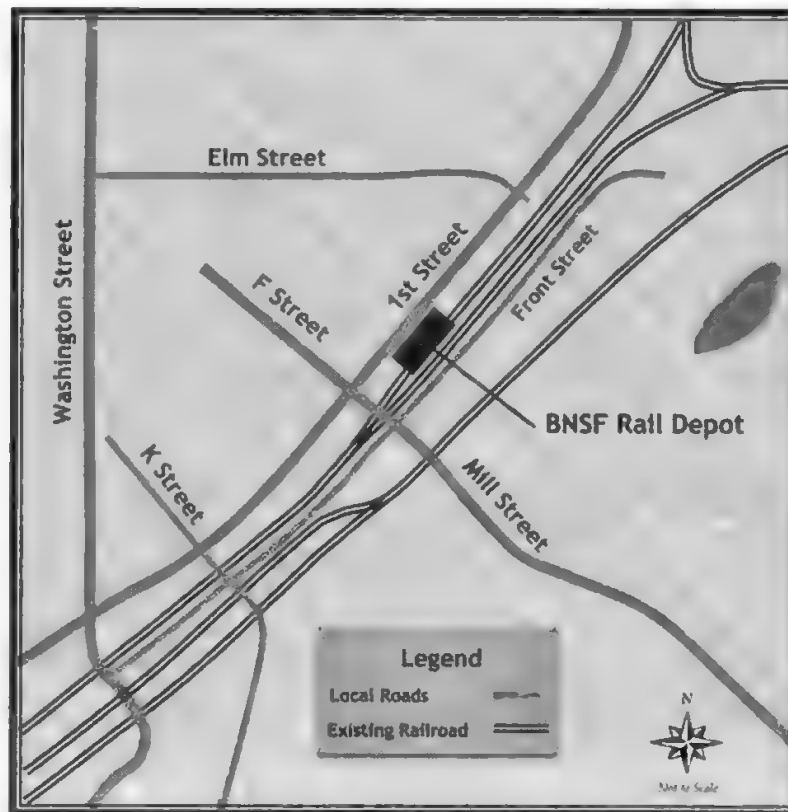 Elm Street
Washington Street
1st Street
F Street
Front Street
BNSF Rail Depot
K Street
Mill Street
Legend
Local Roads
Existing Railroad
N
Not to Scale